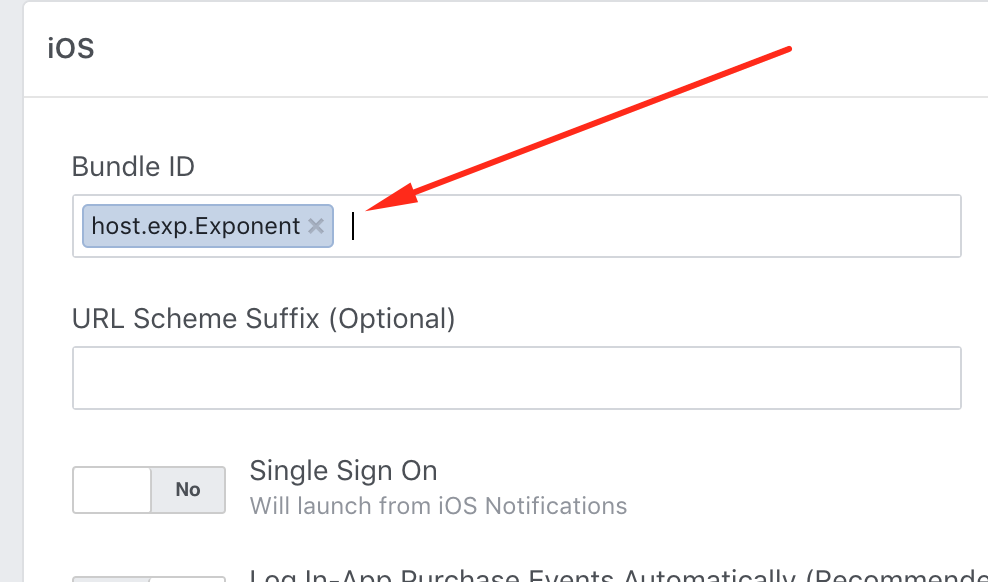 iOS
Bundle ID
host.exp.Exponent ×
URL Scheme Suffix (Optional)
No
Single Sign On
Will launch from iOS Notifications
Log In-App Purchase Events Automatically (Recommende